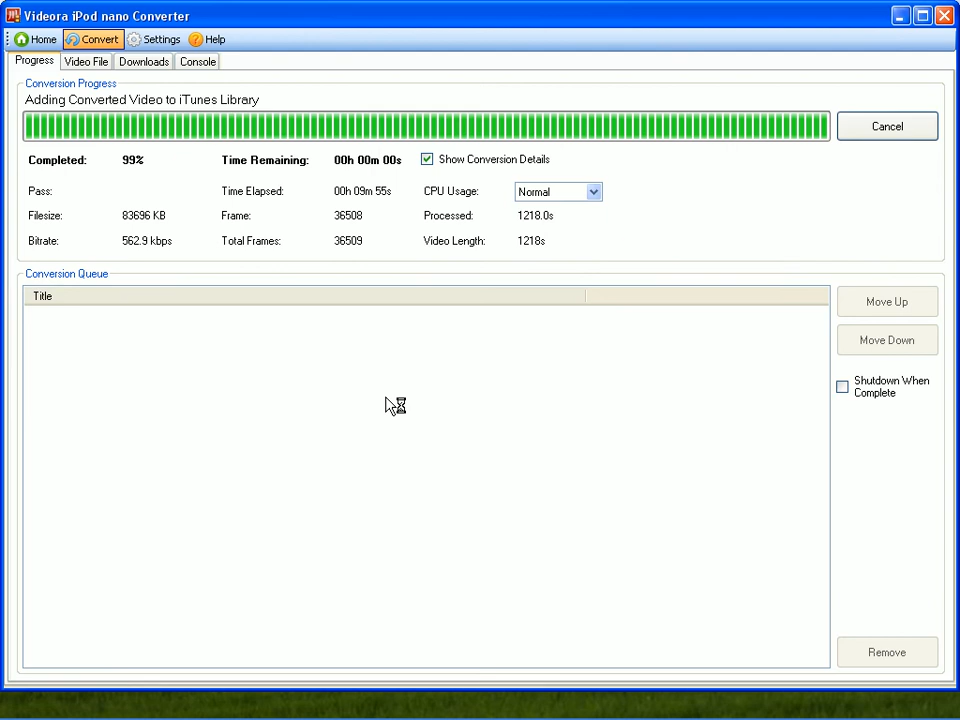 Videora iPod nano Converter
Home Convert Settings Help
Progress Video File Downloads Console
Conversion Progress
Adding Converted Video to iTunes Library
Cancel
Completed: 99% Time Remaining: 00h 00m 00s Show Conversion Details
Pass: Time Elapsed: 00h 09m 55s CPU Usage: Normal
Filesize: 83696 KB Frame: 36508 Processed: 1218.0s
Bitrate: 562.9 kbps Total Frames: 36509 Video Length: 1218s
Conversion Queue
Title
Move Up
Move Down
Shutdown When
Complete
Remove